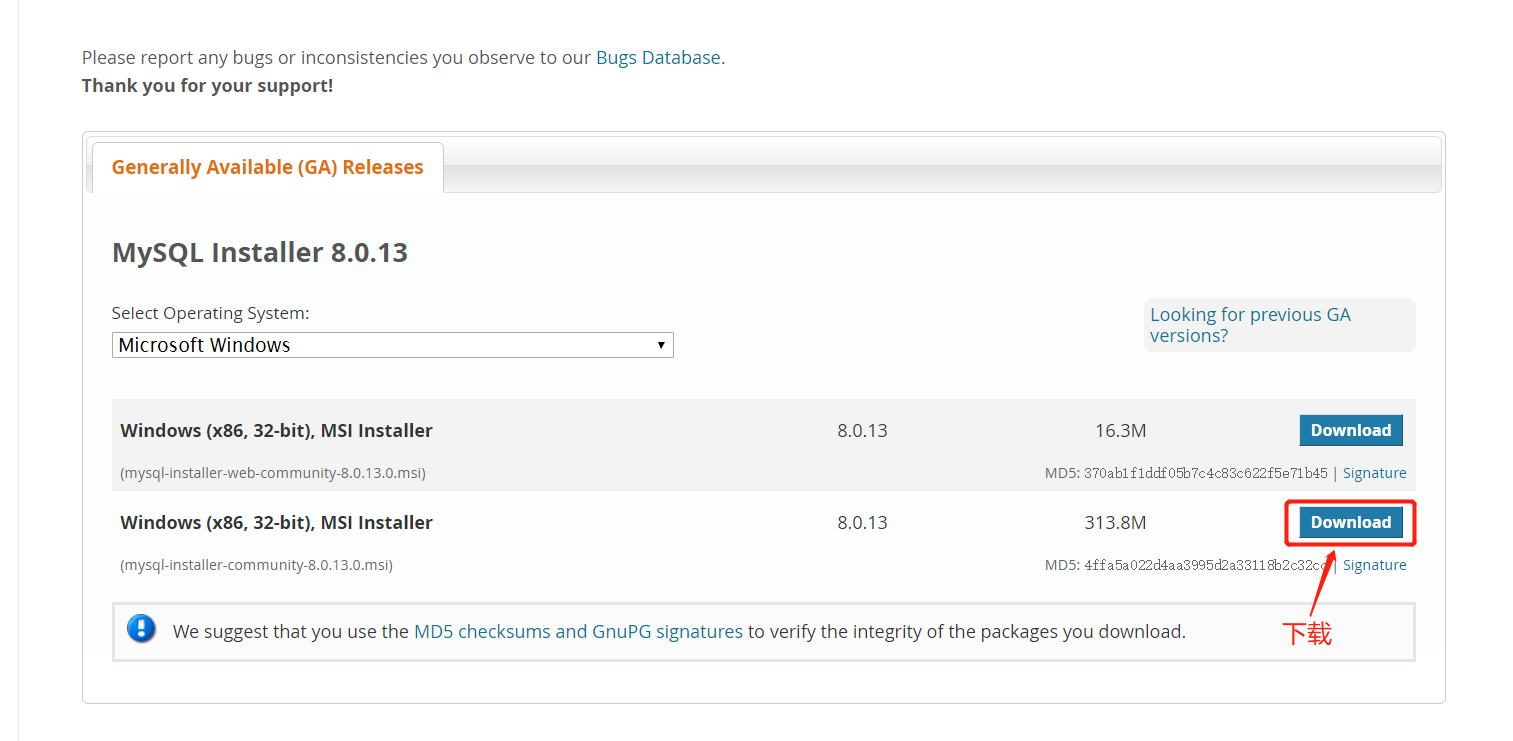 Please report any bugs or inconsistencies you observe to our Bugs Database.
Thank you for your support!
Generally Available (GA) Releases
MySQL Installer 8.0.13
Select Operating System:
Microsoft Windows
Looking for previous GA
versions?
Windows (x86, 32-bit), MSI Installer 8.0.13 16.3M Download
(mysql-installer-web-community-8.0.13.0.msi) MD5: 370ab1f1ddf05b7c4c83c622f5e71b45 | Signature
Windows (x86, 32-bit), MSI Installer 8.0.13 313.8M Download
(mysql-installer-community-8.0.13.0.msi) MD5: | Signature
We suggest that you use the MD5 checksums and GnuPG signatures to verify the integrity of the packages you download.
下载